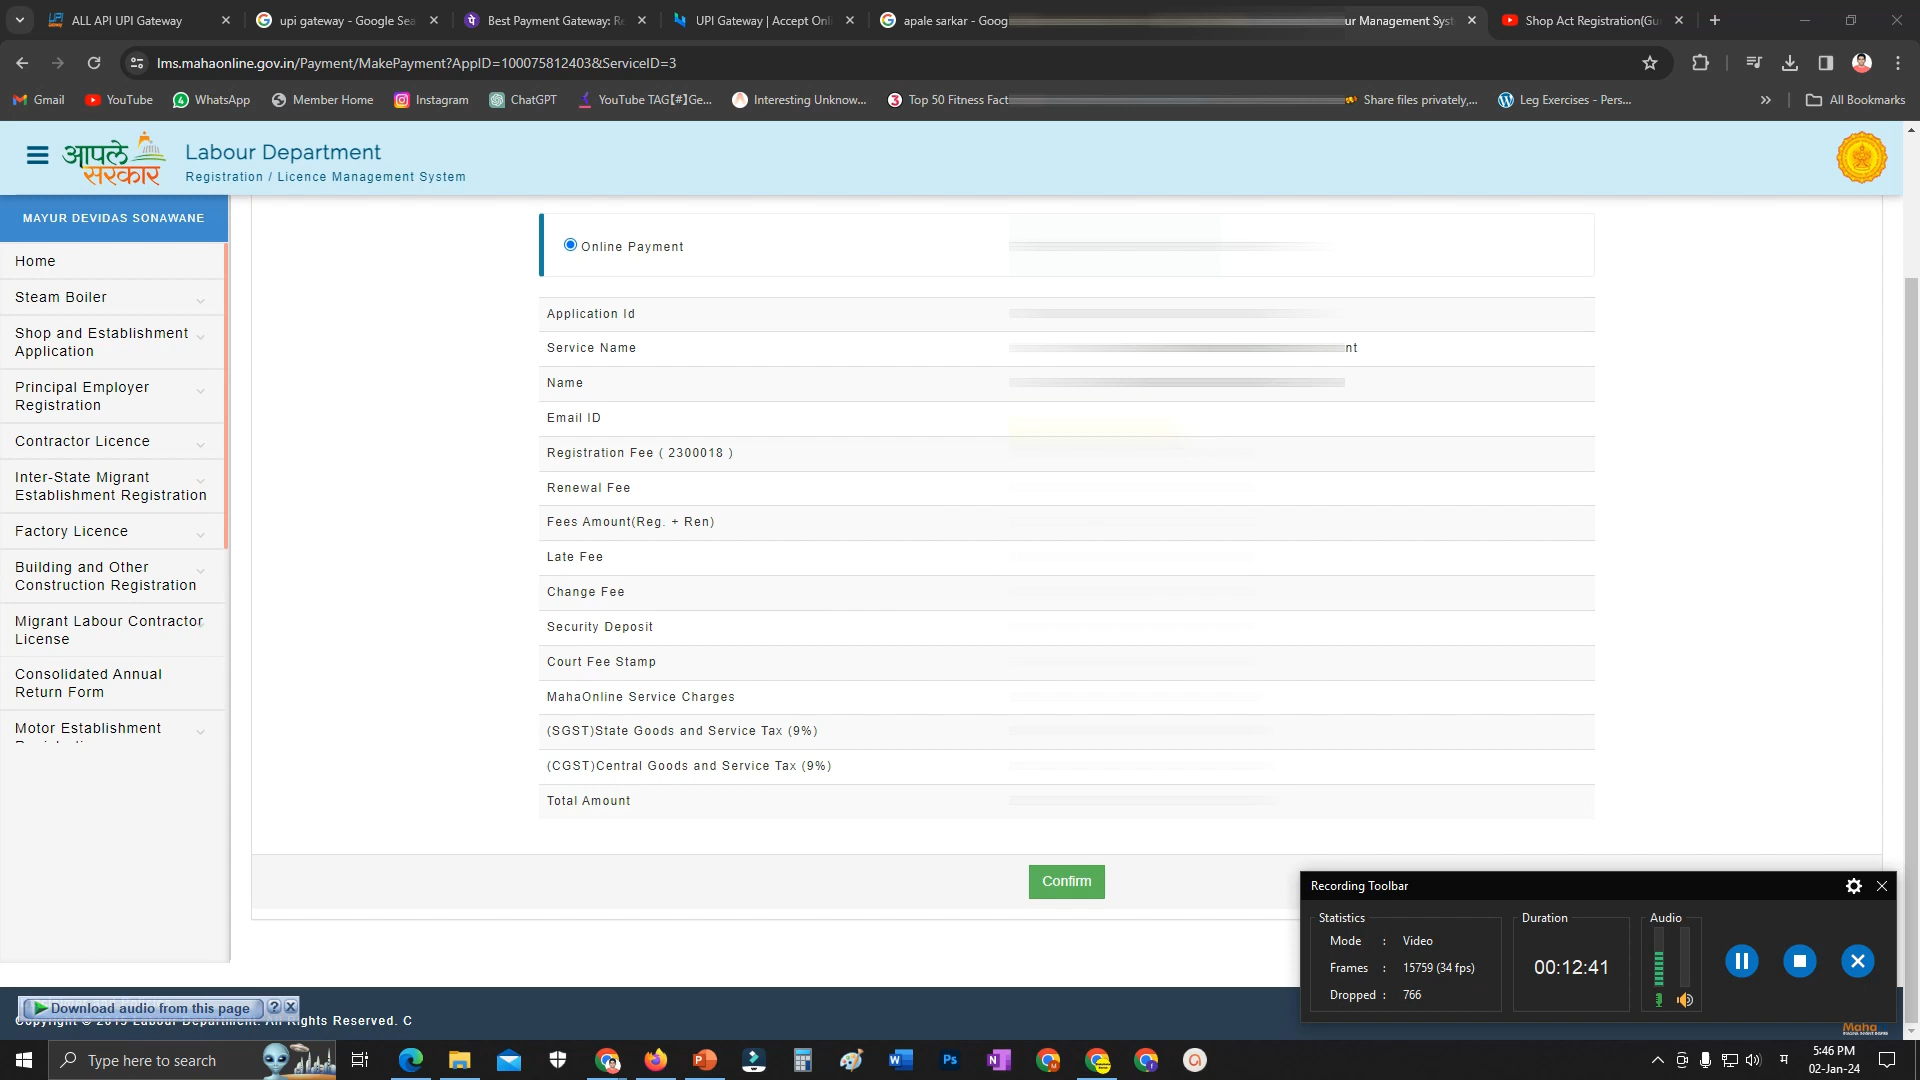 ALL API UPI Gateway
upi gateway - Google Sea
Best Payment Gateway: Re
UPI Gateway | Accept Onli
apale sarkar - Goog
ur Management Syst
Shop Act Registration(Gu
lms.mahaonline.gov.in/Payment/MakePayment?AppID=100075812403&ServiceID=3
Gmail
YouTube
WhatsApp
Member Home
Instagram
ChatGPT
YouTube TAG【#】Ge...
Interesting Unknow...
Top 50 Fitness Fact
Share files privately,...
Leg Exercises - Pers...
All Bookmarks
आपले सरकार
Labour Department
Registration / Licence Management System
MAYUR DEVIDAS SONAWANE
Home
Steam Boiler
Shop and Establishment
Application
Principal Employer
Registration
Contractor Licence
Inter-State Migrant
Establishment Registration
Factory Licence
Building and Other
Construction Registration
Migrant Labour Contractor
License
Consolidated Annual
Return Form
Motor Establishment
Online Payment
Application Id
Service Name
nt
Name
Email ID
Registration Fee ( 2300018 )
Renewal Fee
Fees Amount(Reg. + Ren)
Late Fee
Change Fee
Security Deposit
Court Fee Stamp
MahaOnline Service Charges
(SGST)State Goods and Service Tax (9%)
(CGST)Central Goods and Service Tax (9%)
Total Amount
Confirm
Recording Toolbar
Statistics
Mode : Video
Frames : 15759 (34 fps)
Dropped : 766
Duration
00:12:41
Audio
Download audio from this page
Copyright © 2015 Labour Department. All Rights Reserved. C
Maha
Type here to search
म
5:46 PM
02-Jan-24